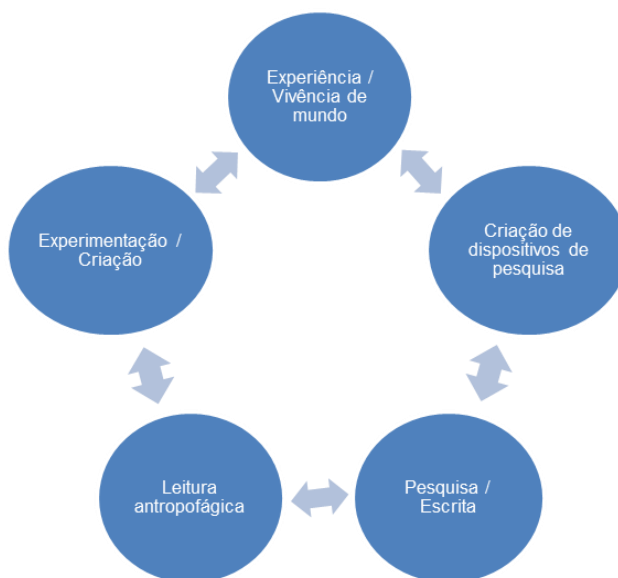 Experiência /
Vivência de
mundo
Criação de
dispositivos de
pesquisa
Pesquisa /
Escrita
Leitura
antropofágica
Experimentação /
Criação